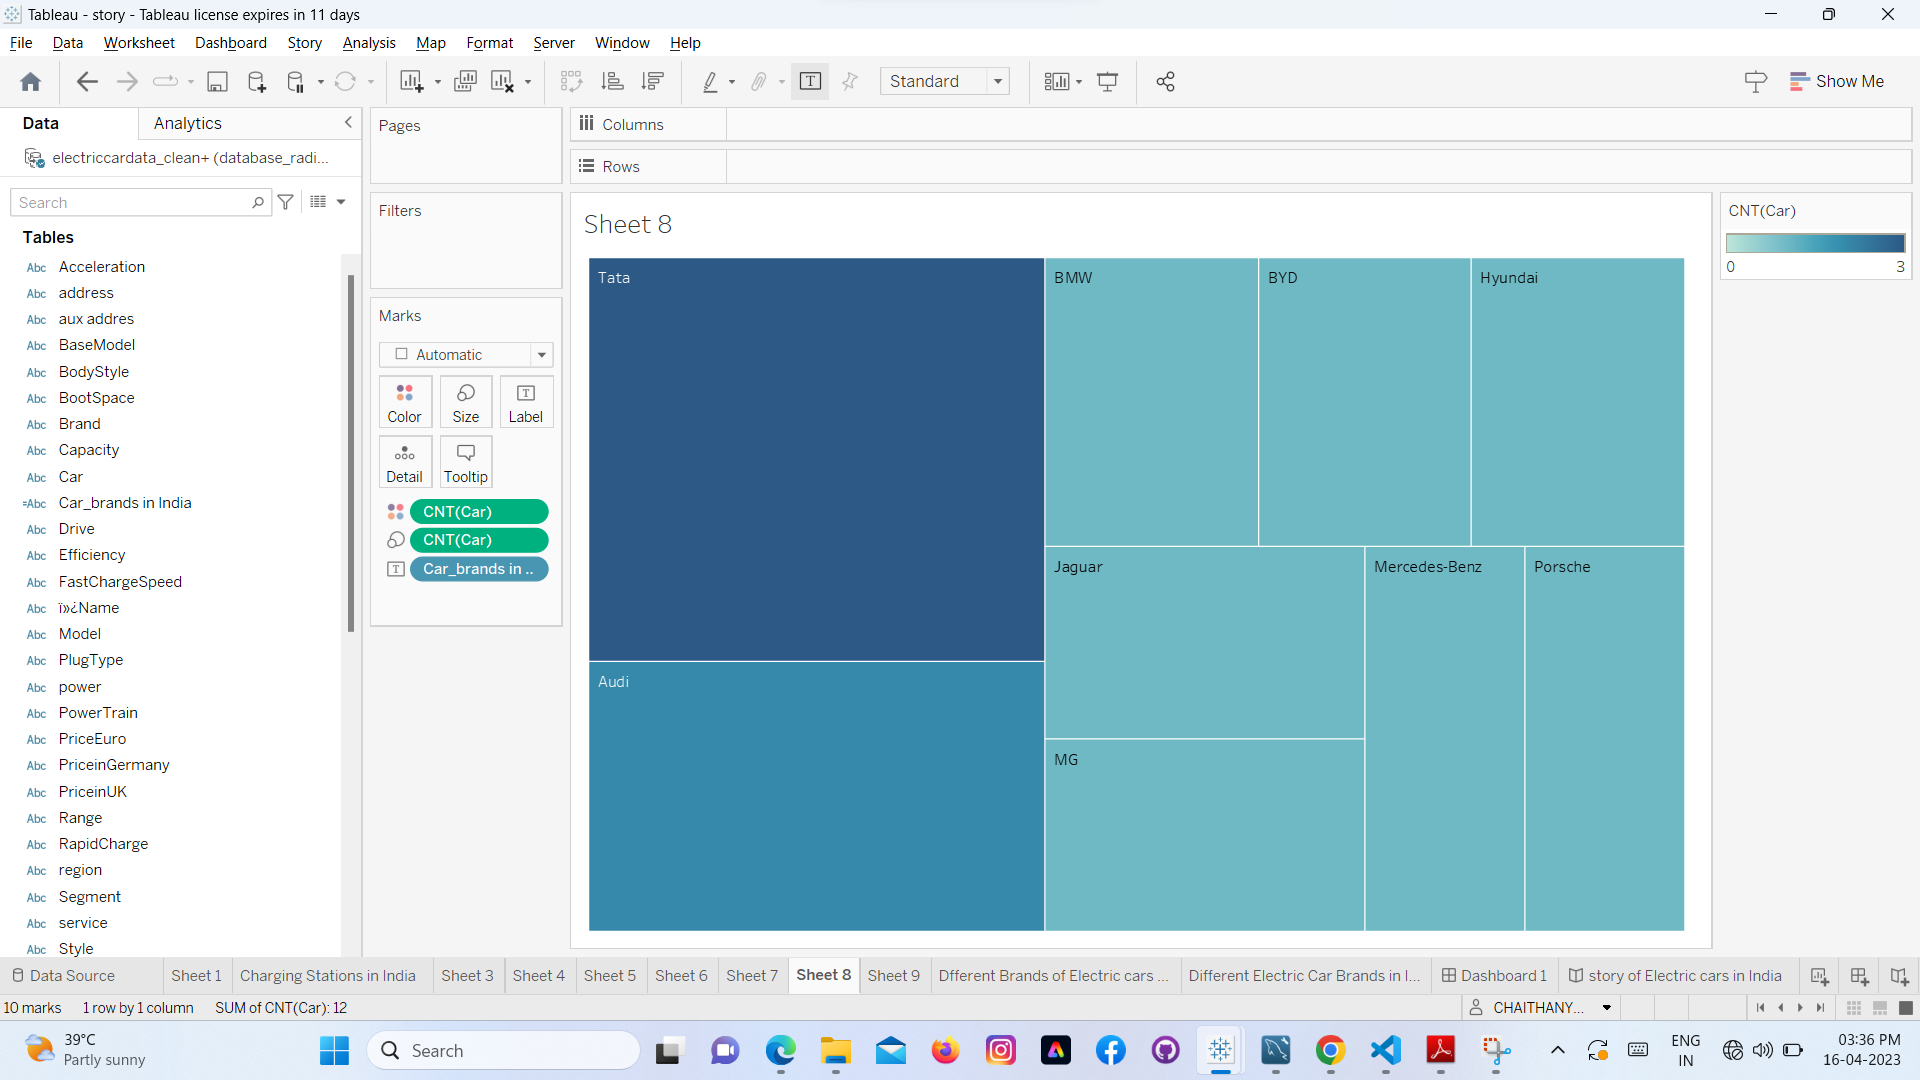 Tableau - story - Tableau license expires in 11 days
File Data Worksheet Dashboard Story Analysis Map Format Server Window Help
Standard
Show Me
Data Analytics
electriccardata_clean+ (database_radi...
Search
Tables
Abc Acceleration
Abc address
Abc aux addres
Abc BaseModel
Abc BodyStyle
Abc BootSpace
Abc Brand
Abc Capacity
Abc Car
=Abc Car_brands in India
Abc Drive
Abc Efficiency
Abc FastChargeSpeed
Abc ï»¿Name
Abc Model
Abc PlugType
Abc power
Abc PowerTrain
Abc PriceEuro
Abc PriceinGermany
Abc PriceinUK
Abc Range
Abc RapidCharge
Abc region
Abc Segment
Abc service
Abc Style
Pages
Filters
Marks
Automatic
Color Size Label
Detail Tooltip
CNT(Car)
CNT(Car)
Car_brands in ..
Columns
Rows
Sheet 8
Tata
BMW
BYD
Hyundai
Audi
Jaguar
Mercedes-Benz
Porsche
MG
CNT(Car)
0 3
Data Source Sheet 1 Charging Stations in India Sheet 3 Sheet 4 Sheet 5 Sheet 6 Sheet 7 Sheet 8 Sheet 9 Dfferent Brands of Electric cars ... Different Electric Car Brands in I... Dashboard 1 story of Electric cars in India
10 marks 1 row by 1 column SUM of CNT(Car): 12 CHAITHANY...
39°C
Partly sunny
Search
ENG
IN
03:36 PM
16-04-2023